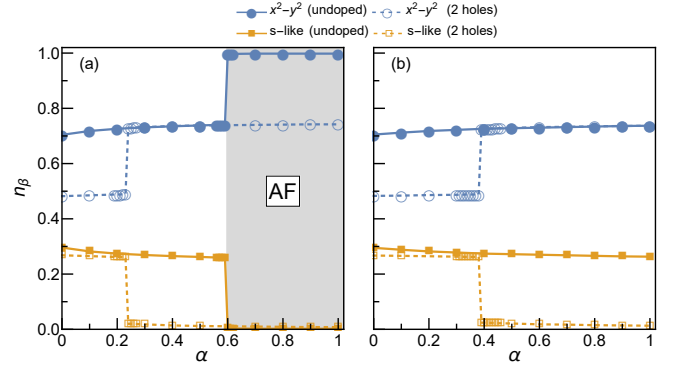 x²−y² (undoped) x²−y² (2 holes)
s−like (undoped) s−like (2 holes)
(a) (b)
1.0
0.8
0.6
0.4
0.2
0.0
nβ
AF
0 0.2 0.4 0.6 0.8 1 0 0.2 0.4 0.6 0.8 1
α α